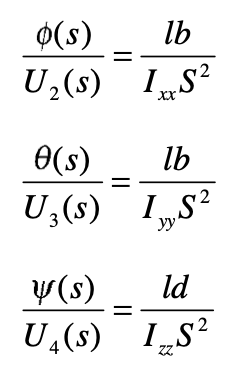 ϕ(s)/U₂(s) = lb/(I_xx S²)
θ(s)/U₃(s) = lb/(I_yy S²)
ψ(s)/U₄(s) = ld/(I_zz S²)